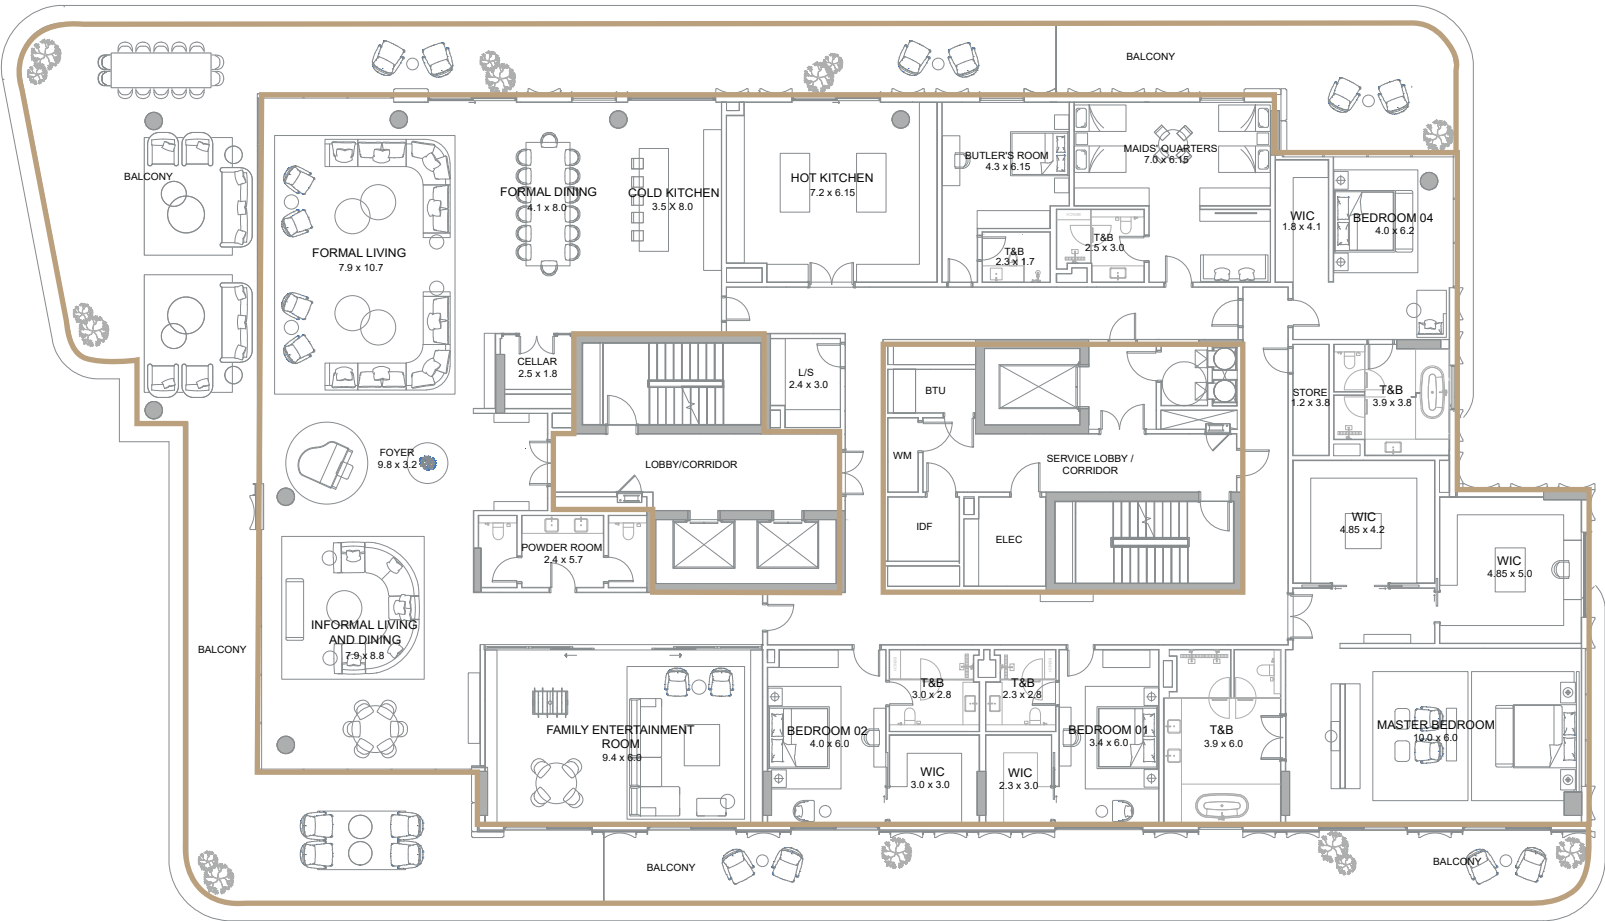 BALCONY
BALCONY
FORMAL LIVING
7.9 x 10.7
FORMAL DINING
4.1 x 8.0
COLD KITCHEN
3.5 X 8.0
HOT KITCHEN
7.2 x 6.15
BUTLER'S ROOM
4.3 x 6.15
MAIDS' QUARTERS
7.0 x 6.15
T&B
2.3 x 1.7
T&B
2.5 x 3.0
WIC
1.8 x 4.1
BEDROOM 04
4.0 x 6.2
CELLAR
2.5 x 1.8
L/S
2.4 x 3.0
BTU
STORE
1.2 x 3.8
T&B
3.9 x 3.8
FOYER
9.8 x 3.2
LOBBY/CORRIDOR
WM
SERVICE LOBBY /
CORRIDOR
IDF
ELEC
WIC
4.85 x 4.2
WIC
4.85 x 5.0
POWDER ROOM
2.4 x 5.7
INFORMAL LIVING
AND DINING
7.9 x 8.8
BALCONY
FAMILY ENTERTAINMENT
ROOM
9.4 x 6.0
BEDROOM 02
4.0 x 6.0
T&B
3.0 x 2.8
WIC
3.0 x 3.0
T&B
2.3 x 2.8
WIC
2.3 x 3.0
BEDROOM 01
3.4 x 6.0
T&B
3.9 x 6.0
MASTER BEDROOM
10.0 x 6.0
BALCONY
BALCONY